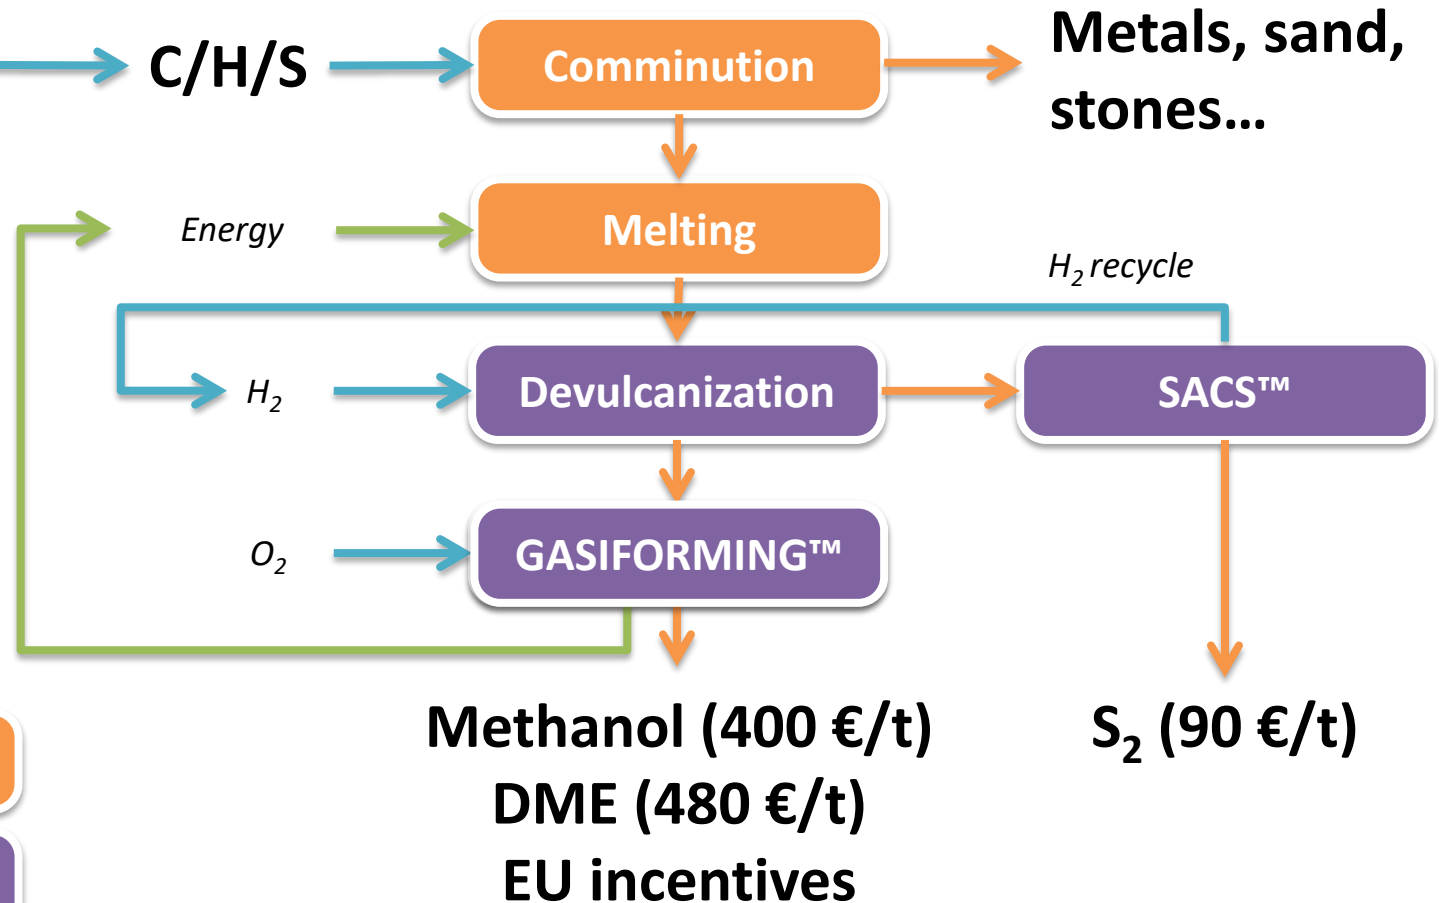 C/H/S
Comminution
Metals, sand,
stones…
Energy
Melting
H₂ recycle
H₂
Devulcanization
SACS™
O₂
GASIFORMING™
Methanol (400 €/t)
S₂ (90 €/t)
DME (480 €/t)
EU incentives